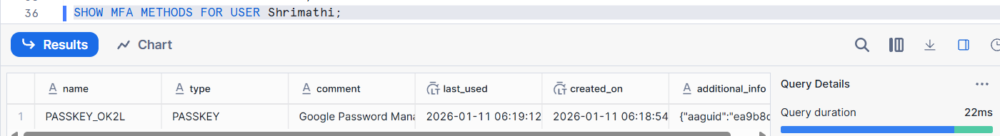 36 SHOW MFA METHODS FOR USER Shrimathi;
Results Chart
name type comment last_used created_on additional_info
Query Details
1 PASSKEY_OK2L PASSKEY Google Password Mana 2026-01-11 06:19:12 2026-01-11 06:18:54 {"aaguid":"ea9b8d
Query duration 22ms